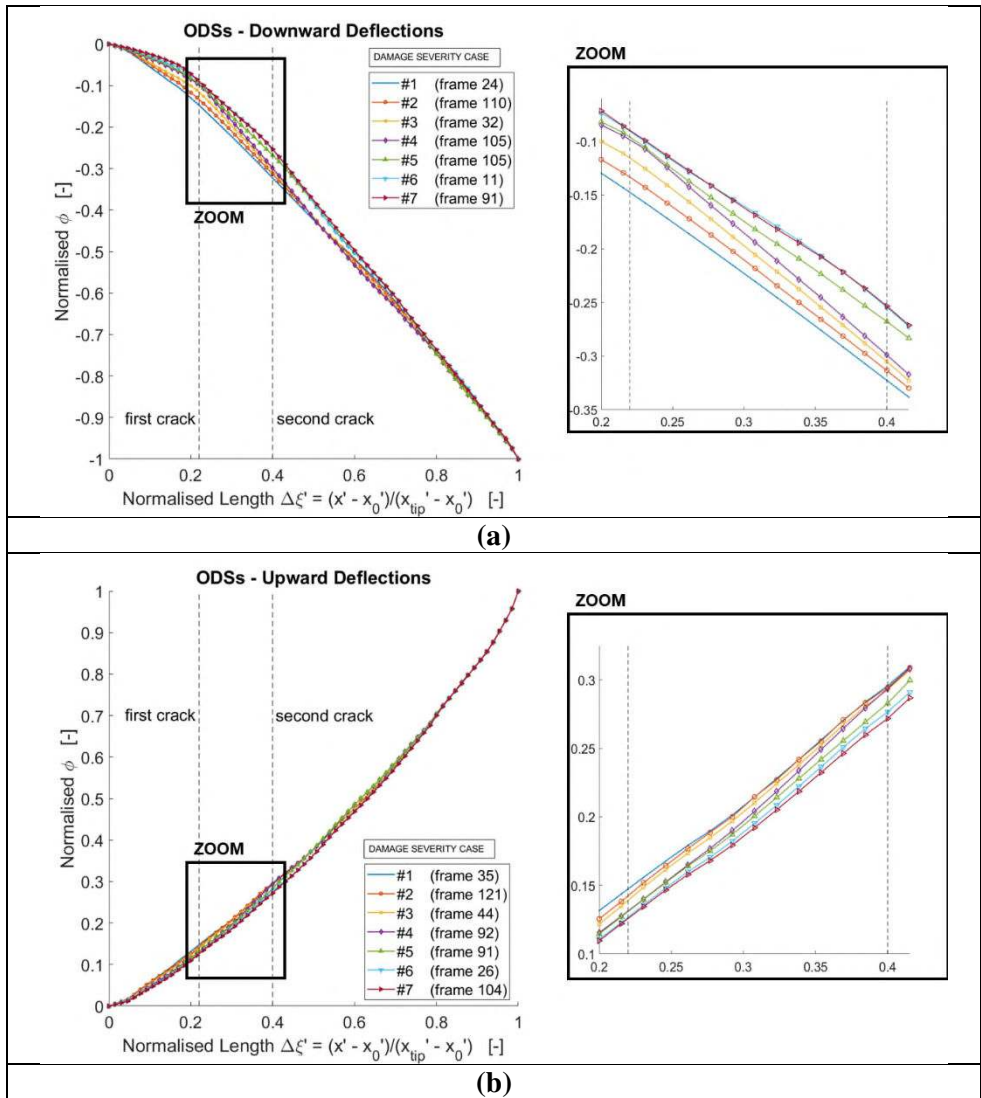 ODSs - Downward Deflections
Normalised ϕ [-]
0
-0.1
-0.2
-0.3
-0.4
-0.5
-0.6
-0.7
-0.8
-0.9
-1
0 0.2 0.4 0.6 0.8 1
Normalised Length Δξ' = (x' - x₀')/(x_tip' - x₀') [-]
first crack
second crack
ZOOM
DAMAGE SEVERITY CASE
#1 (frame 24)
#2 (frame 110)
#3 (frame 32)
#4 (frame 105)
#5 (frame 105)
#6 (frame 11)
#7 (frame 91)
ZOOM
-0.1
-0.15
-0.2
-0.25
-0.3
-0.35
0.2 0.25 0.3 0.35 0.4
(a)
ODSs - Upward Deflections
Normalised ϕ [-]
1
0.9
0.8
0.7
0.6
0.5
0.4
0.3
0.2
0.1
0
0 0.2 0.4 0.6 0.8 1
Normalised Length Δξ' = (x' - x₀')/(x_tip' - x₀') [-]
first crack
second crack
ZOOM
DAMAGE SEVERITY CASE
#1 (frame 35)
#2 (frame 121)
#3 (frame 44)
#4 (frame 92)
#5 (frame 91)
#6 (frame 26)
#7 (frame 104)
ZOOM
0.3
0.25
0.2
0.15
0.1
0.2 0.25 0.3 0.35 0.4
(b)